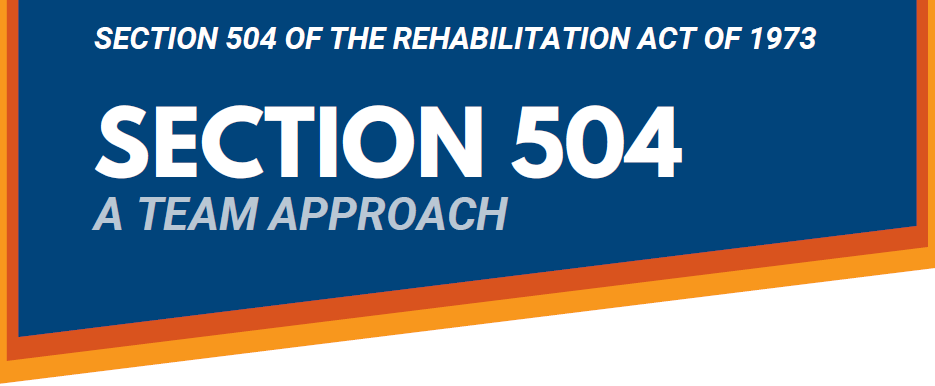 SECTION 504 OF THE REHABILITATION ACT OF 1973
SECTION 504
A TEAM APPROACH